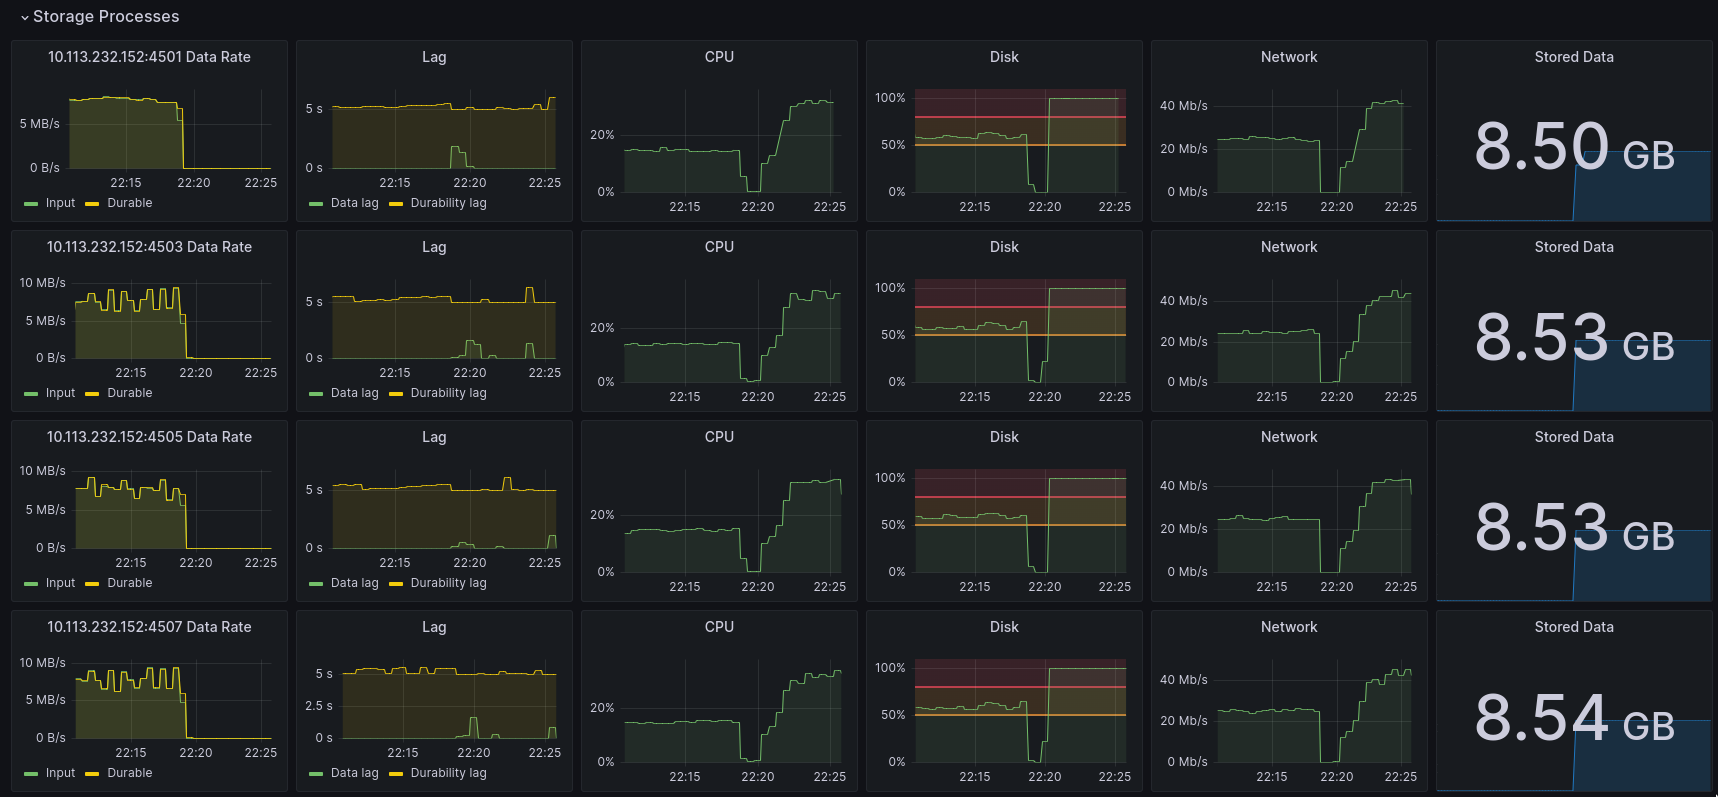 Storage Processes
10.113.232.152:4501 Data Rate
5 MB/s
0 B/s
22:15 22:20 22:25
Input Durable
Lag
5 s
0 s
22:15 22:20 22:25
Data lag Durability lag
CPU
20%
0%
22:15 22:20 22:25
Disk
100%
50%
0%
22:15 22:20 22:25
Network
40 Mb/s
20 Mb/s
0 Mb/s
22:15 22:20 22:25
Stored Data
8.50 GB
10.113.232.152:4503 Data Rate
10 MB/s
5 MB/s
0 B/s
22:15 22:20 22:25
Input Durable
Lag
5 s
0 s
22:15 22:20 22:25
Data lag Durability lag
CPU
20%
0%
22:15 22:20 22:25
Disk
100%
50%
0%
22:15 22:20 22:25
Network
40 Mb/s
20 Mb/s
0 Mb/s
22:15 22:20 22:25
Stored Data
8.53 GB
10.113.232.152:4505 Data Rate
10 MB/s
5 MB/s
0 B/s
22:15 22:20 22:25
Input Durable
Lag
5 s
0 s
22:15 22:20 22:25
Data lag Durability lag
CPU
20%
0%
22:15 22:20 22:25
Disk
100%
50%
0%
22:15 22:20 22:25
Network
40 Mb/s
20 Mb/s
0 Mb/s
22:15 22:20 22:25
Stored Data
8.53 GB
10.113.232.152:4507 Data Rate
10 MB/s
5 MB/s
0 B/s
22:15 22:20 22:25
Input Durable
Lag
5 s
2.5 s
0 s
22:15 22:20 22:25
Data lag Durability lag
CPU
20%
0%
22:15 22:20 22:25
Disk
100%
50%
0%
22:15 22:20 22:25
Network
40 Mb/s
20 Mb/s
0 Mb/s
22:15 22:20 22:25
Stored Data
8.54 GB